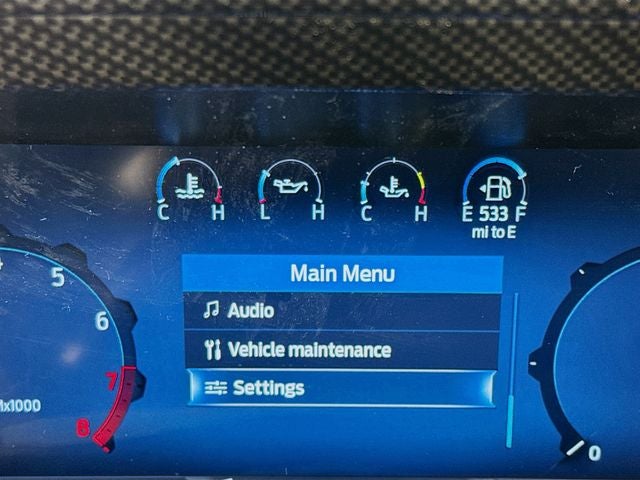 C H L H C H E 533 F
mi to E
Main Menu
5
Audio
6
Vehicle maintenance
7
Settings
x1000
8
0